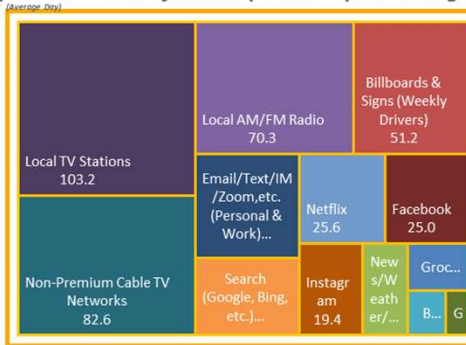 (Average Day)
Local TV Stations
103.2
Non-Premium Cable TV
Networks
82.6
Local AM/FM Radio
70.3
Billboards &
Signs (Weekly
Drivers)
51.2
Email/Text/IM
/Zoom,etc.
(Personal &
Work)...
Search
(Google, Bing,
etc.)...
Netflix
25.6
Facebook
25.0
Instagr
am
19.4
New
s/W
eath
er/...
Groc...
B...
G